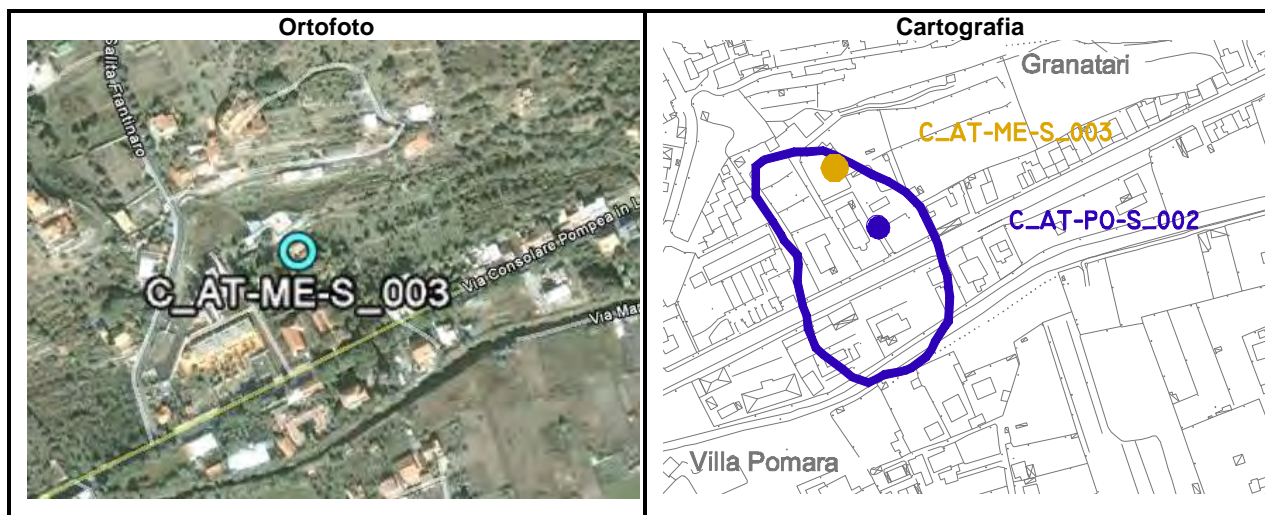 Ortofoto
Cartografia
Salita Frantinaro
Via Consolare Pompea in L
Via Mar
C_AT-ME-S_003
Granatari
C_AT-ME-S_003
C_AT-PO-S_002
Villa Pomara